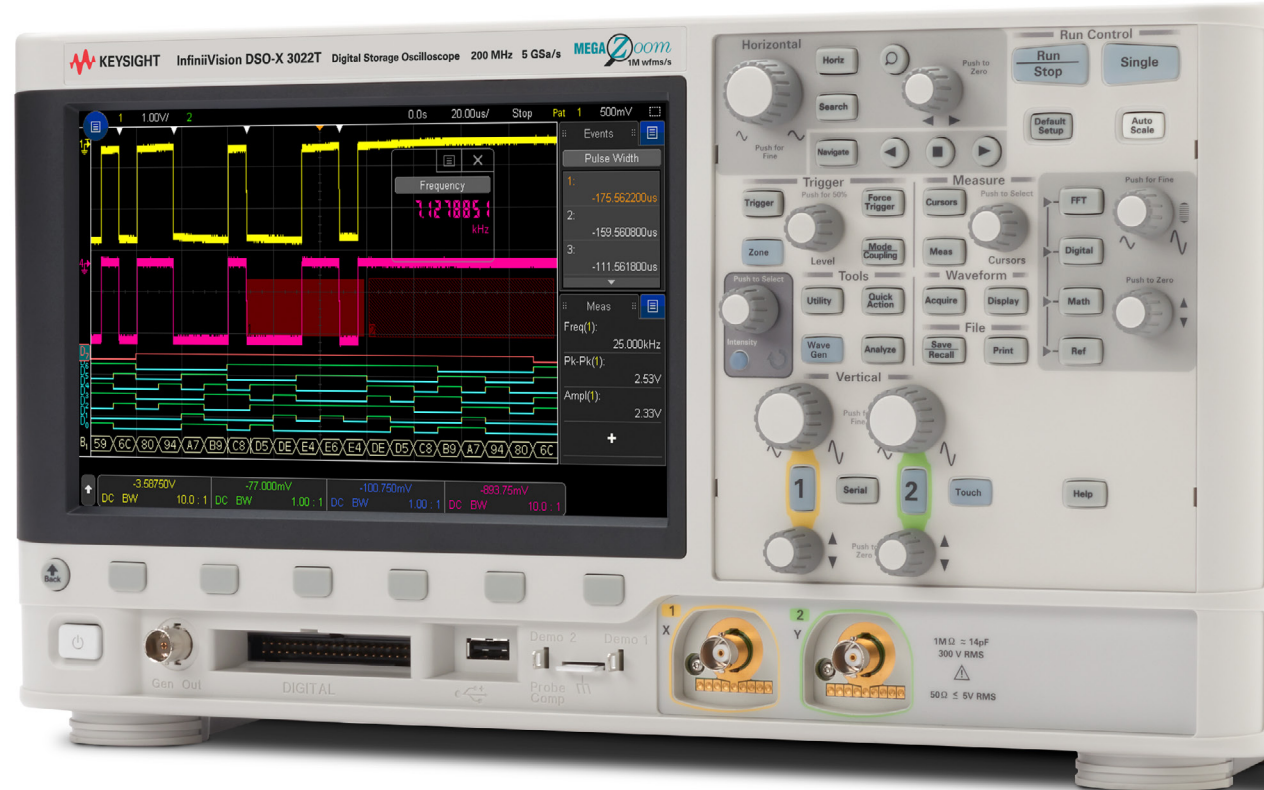 KEYSIGHT InfiniiVision DSO-X 3022T Digital Storage Oscilloscope 200 MHz 5 GSa/s MEGA Zoom
1M wfms/s
1 1.00V/ 2 0.0s 20.00us/ Stop Pat 1 500mV
Events
Pulse Width
1:
-175.562200us
2:
-159.560800us
3:
-111.561800us
Frequency
7.1278851
kHz
Meas
Freq(1):
25.000kHz
Pk-Pk(1):
2.53V
Ampl(1):
2.33V
+
B1 59 6C 80 94 A7 B9 C8 D5 DE E4 E6 E4 DE D5 C8 B9 A7 94 80 6C
-3.58750V -77.000mV -100.750mV -893.75mV
DC BW 10.0 : 1 DC BW 1.00 : 1 DC BW 1.00 : 1 DC BW 10.0 : 1
Back
Gen Out
DIGITAL
Demo 2 Demo 1
Probe
Comp
Horizontal
Push for
Fine
Horiz
Search
Navigate
Push to
Zero
Run Control
Run
Stop
Single
Default
Setup
Auto
Scale
Trigger
Trigger
Push for 50%
Level
Force
Trigger
Zone
Mode
Coupling
Measure
Cursors
Push to Select
Meas
Cursors
FFT
Digital
Math
Ref
Push for Fine
Push to Zero
Push to Select
Intensity
Tools
Utility
Quick
Action
Wave
Gen
Analyze
Waveform
Acquire
Display
File
Save
Recall
Print
Vertical
Push for
Fine
1
Serial
2
Touch
Help
Push to
Zero
1
X
2
Y
1MΩ = 14pF
300 V RMS
50Ω ≤ 5V RMS